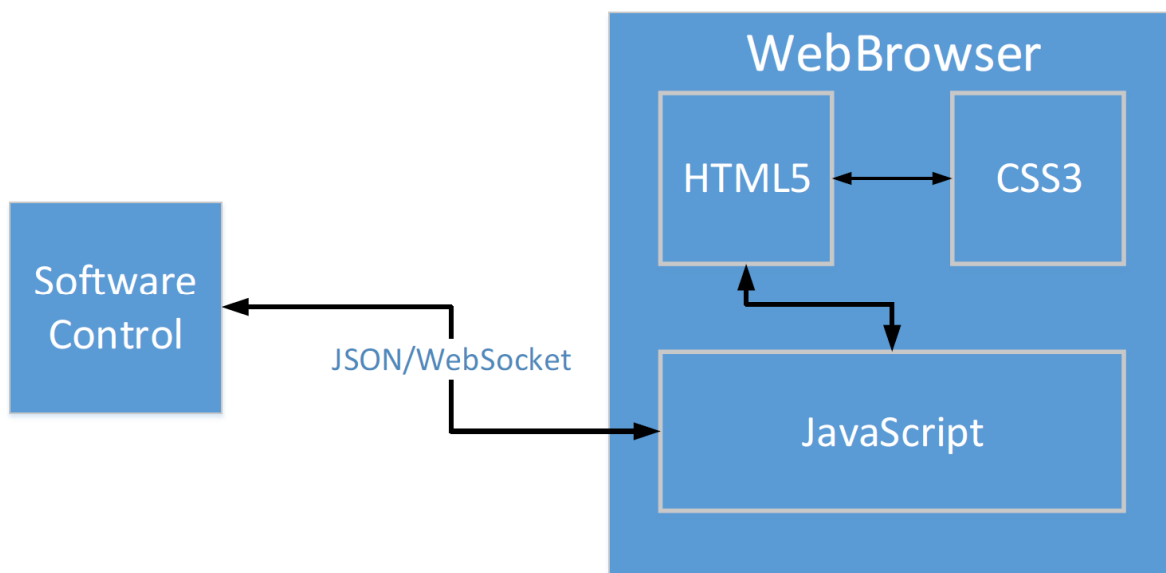 WebBrowser
HTML5
CSS3
Software
Control
JSON/WebSocket
JavaScript